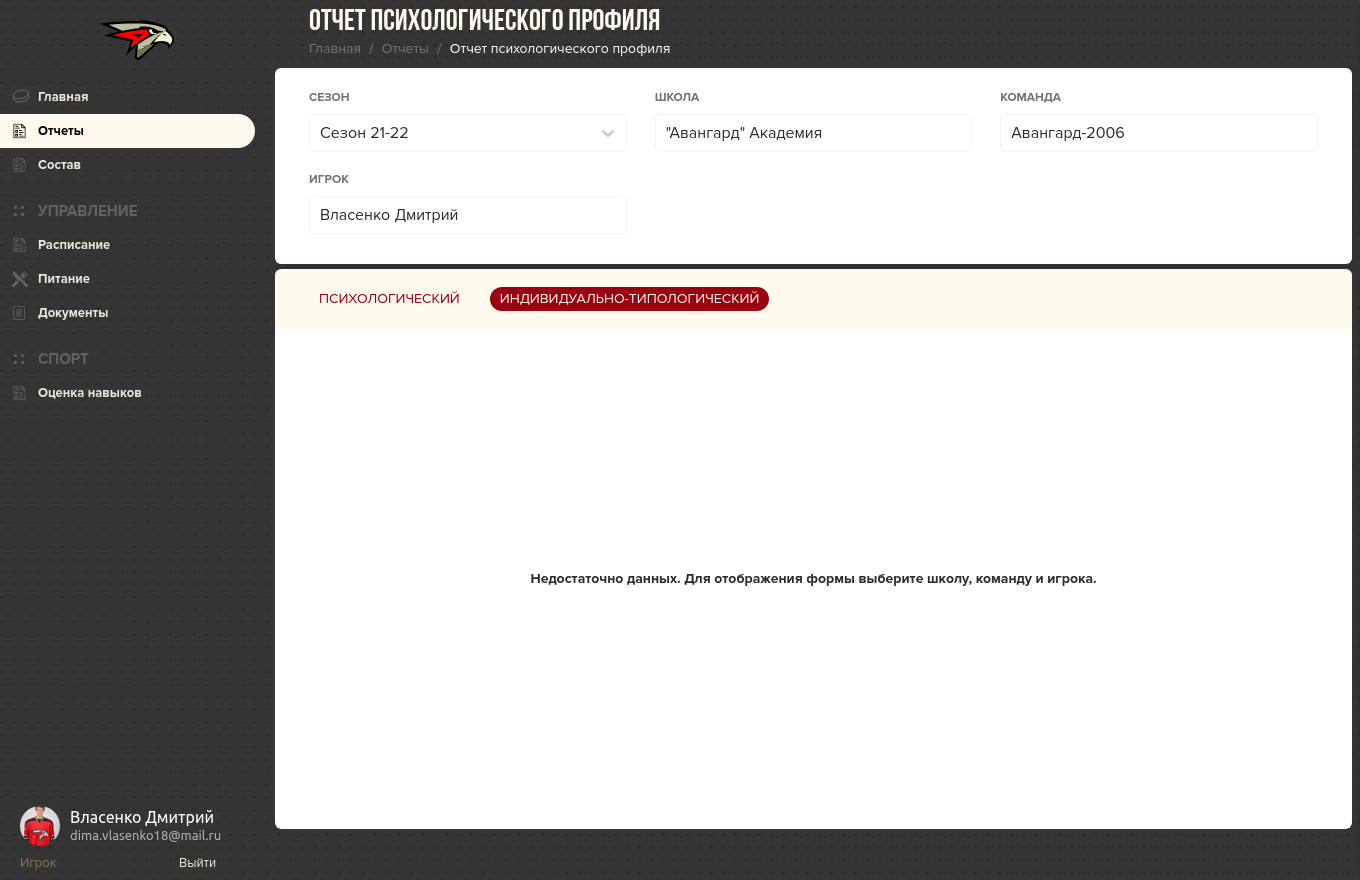 ОТЧЕТ ПСИХОЛОГИЧЕСКОГО ПРОФИЛЯ
Главная / Отчеты / Отчет психологического профиля
Главная
Отчеты
Состав
УПРАВЛЕНИЕ
Расписание
Питание
Документы
СПОРТ
Оценка навыков
СЕЗОН
Сезон 21-22
ШКОЛА
"Авангард" Академия
КОМАНДА
Авангард-2006
ИГРОК
Власенко Дмитрий
ПСИХОЛОГИЧЕСКИЙ
ИНДИВИДУАЛЬНО-ТИПОЛОГИЧЕСКИЙ
Недостаточно данных. Для отображения формы выберите школу, команду и игрока.
Власенко Дмитрий
dima.vlasenko18@mail.ru
Игрок
Выйти